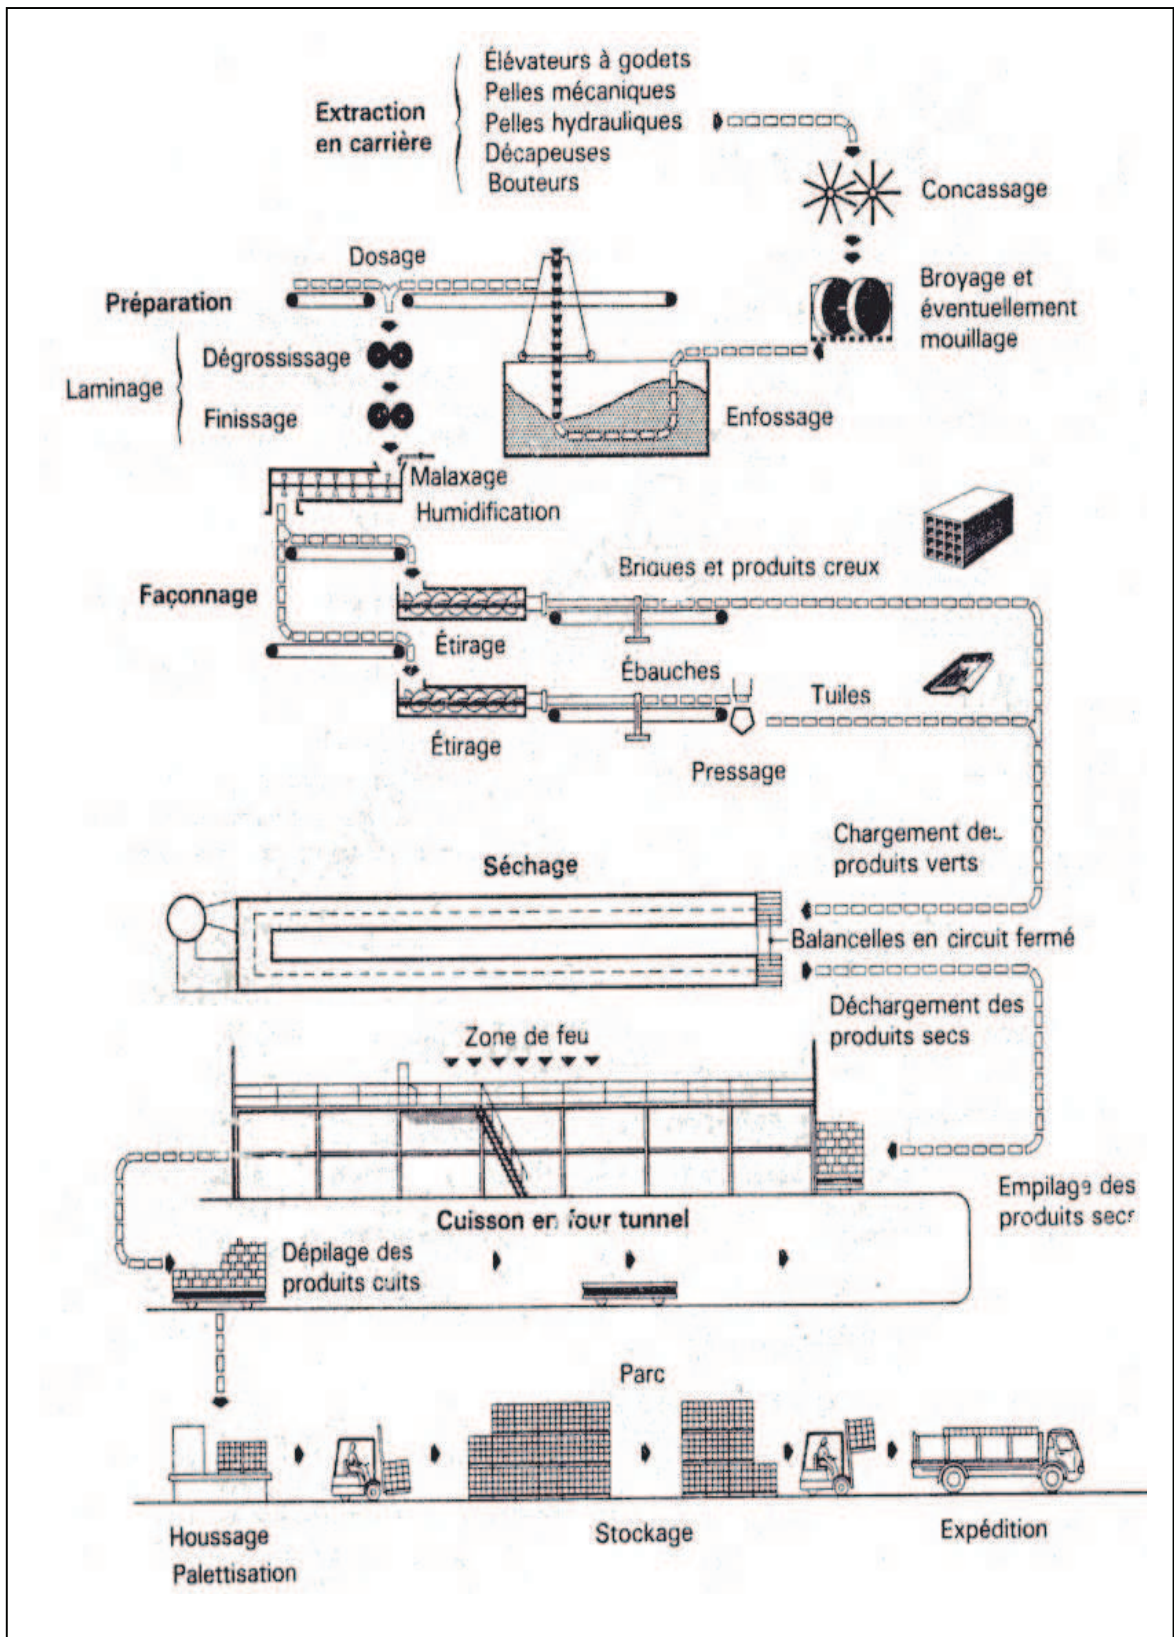 Extraction
en carrière
Élévateurs à godets
Pelles mécaniques
Pelles hydrauliques
Décapeuses
Bouteurs
Concassage
Broyage et
éventuellement
mouillage
Enfossage
Dosage
Préparation
Laminage
Dégrossissage
Finissage
Malaxage
Humidification
Façonnage
Briques et produits creux
Étirage
Ébauches
Tuiles
Étirage
Pressage
Chargement des
produits verts
Séchage
Balancelles en circuit fermé
Déchargement des
produits secs
Zone de feu
Empilage des
produits secs
Cuisson en four tunnel
Dépilage des
produits cuits
Parc
Houssage
Palettisation
Stockage
Expédition